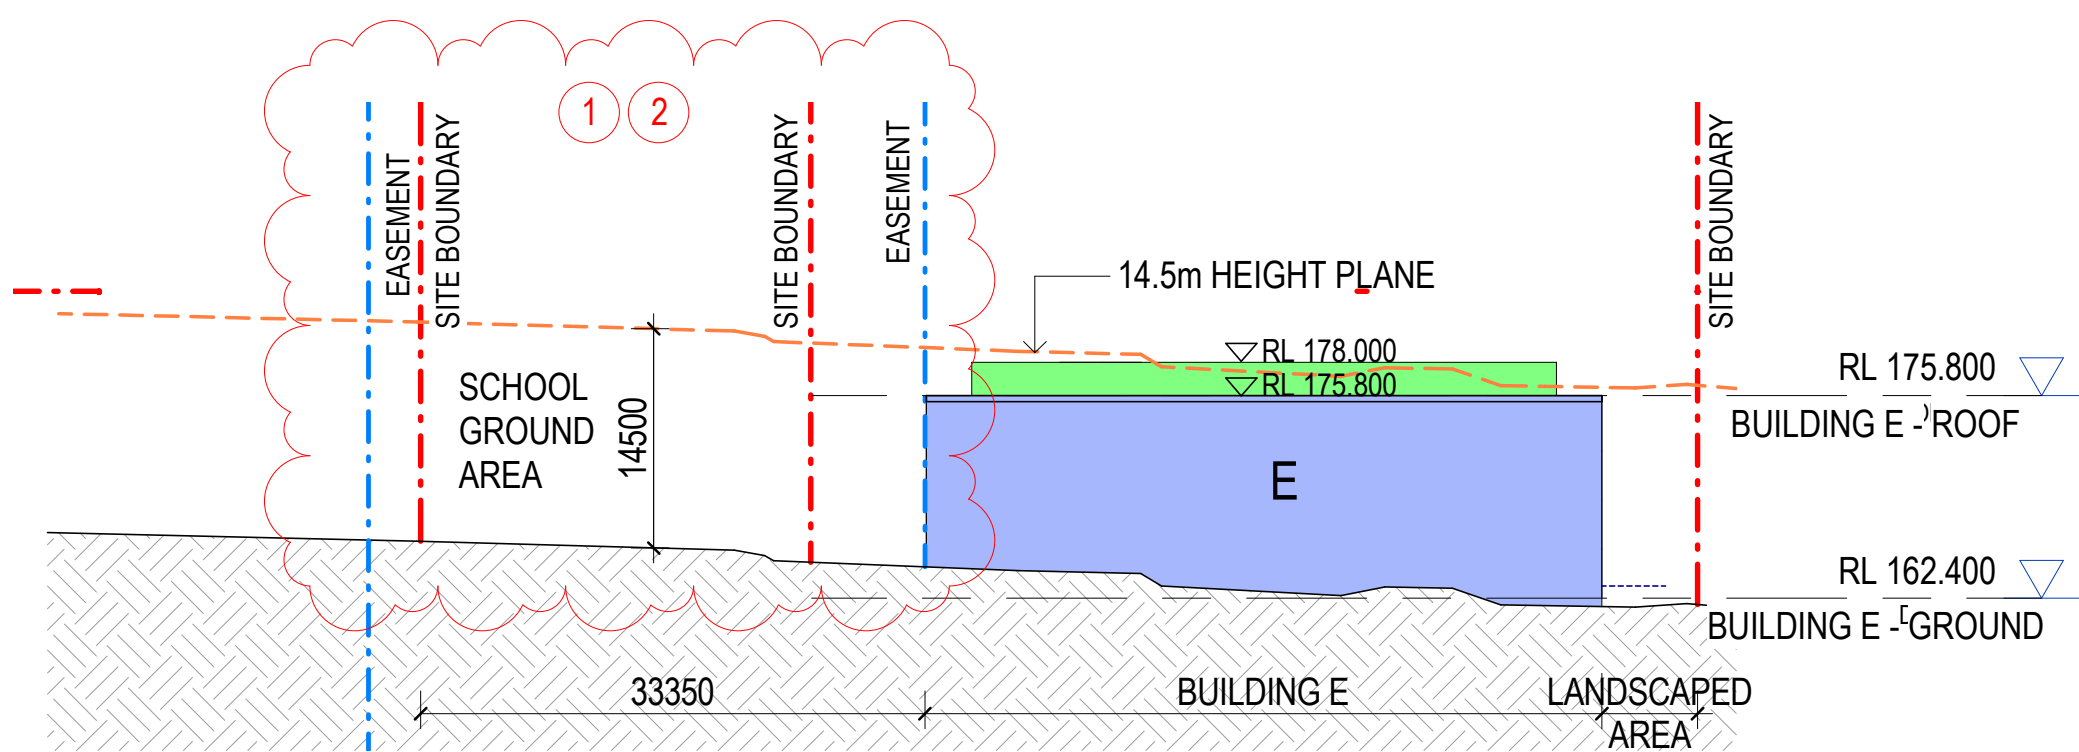 1
2
EASEMENT
SITE BOUNDARY
SITE BOUNDARY
EASEMENT
SITE BOUNDARY
14.5m HEIGHT PLANE
RL 178.000
RL 175.800
RL 175.800
BUILDING E - ROOF
SCHOOL
GROUND
AREA
14500
E
RL 162.400
BUILDING E - GROUND
33350
BUILDING E
LANDSCAPED
AREA